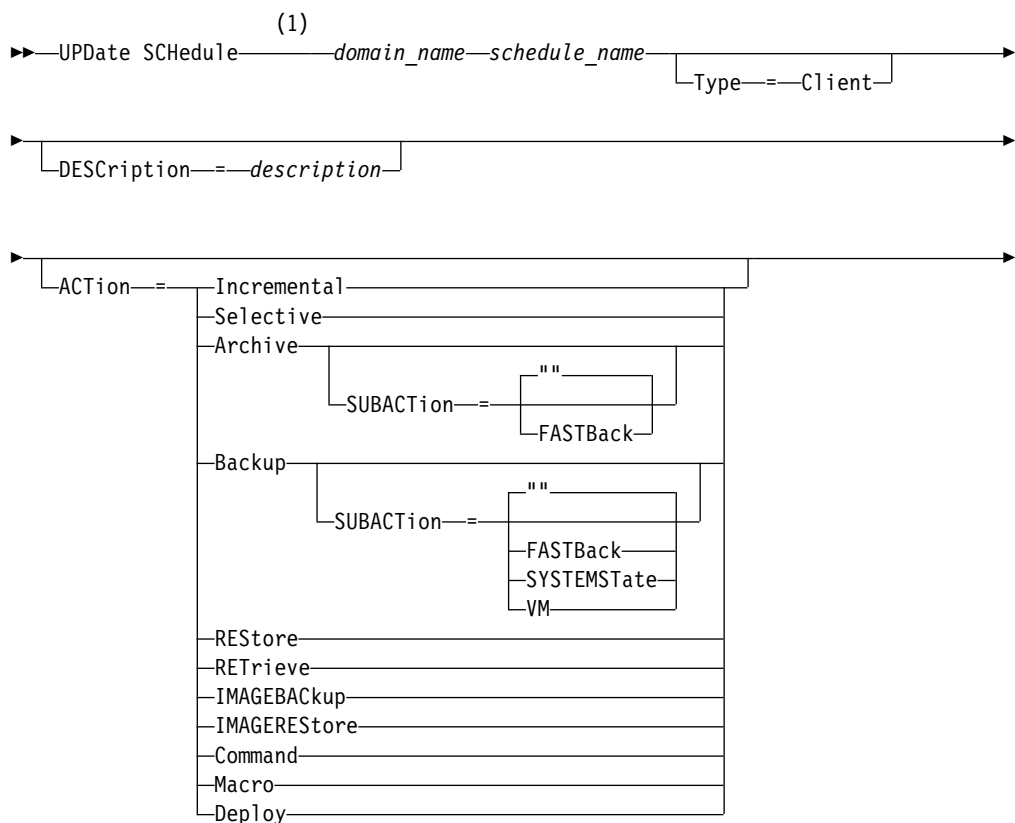 (1)
UPDate SCHedule domain_name schedule_name
Type = Client
DESCription = description
ACTion = Incremental
Selective
Archive
""
SUBACTion =
FASTBack
Backup
""
SUBACTion =
FASTBack
SYSTEMSTate
VM
REStore
RETrieve
IMAGEBACkup
IMAGEREStore
Command
Macro
Deploy